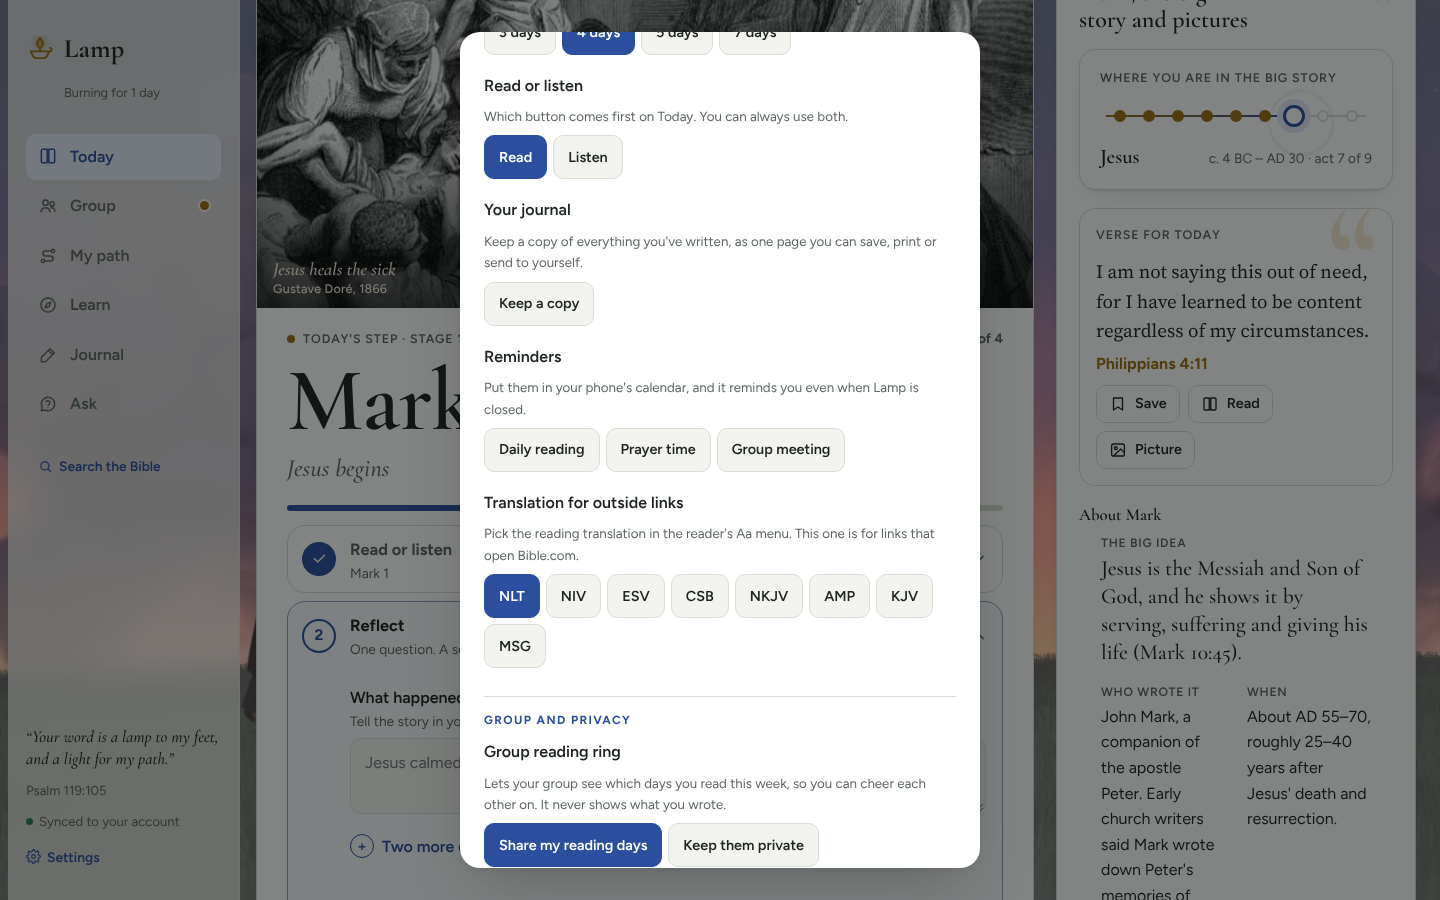 Lamp
Burning for 1 day
Today
Group
My path
Learn
Journal
Ask
Search the Bible
“Your word is a lamp to my feet,
and a light for my path.”
Psalm 119:105
Synced to your account
Settings
Jesus heals the sick
Gustave Doré, 1866
TODAY'S STEP · STAGE 1
of 4
Mark
Jesus begins
Read or listen
Mark 1
2
Reflect
One question. A
What happened
Tell the story in
Jesus calmed
Two more
3 days
4 days
5 days
7 days
Read or listen
Which button comes first on Today. You can always use both.
Read
Listen
Your journal
Keep a copy of everything you've written, as one page you can save, print or
send to yourself.
Keep a copy
Reminders
Put them in your phone's calendar, and it reminds you even when Lamp is
closed.
Daily reading
Prayer time
Group meeting
Translation for outside links
Pick the reading translation in the reader's Aa menu. This one is for links that
open Bible.com.
NLT
NIV
ESV
CSB
NKJV
AMP
KJV
MSG
GROUP AND PRIVACY
Group reading ring
Lets your group see which days you read this week, so you can cheer each
other on. It never shows what you wrote.
Share my reading days
Keep them private
story and pictures
WHERE YOU ARE IN THE BIG STORY
Jesus
c. 4 BC – AD 30 · act 7 of 9
VERSE FOR TODAY
I am not saying this out of need,
for I have learned to be content
regardless of my circumstances.
Philippians 4:11
Save
Read
Picture
About Mark
THE BIG IDEA
Jesus is the Messiah and Son of
God, and he shows it by
serving, suffering and giving his
life (Mark 10:45).
WHO WROTE IT
John Mark, a
companion of
the apostle
Peter. Early
church writers
said Mark wrote
down Peter's
memories of
WHEN
About AD 55–70,
roughly 25–40
years after
Jesus' death and
resurrection.